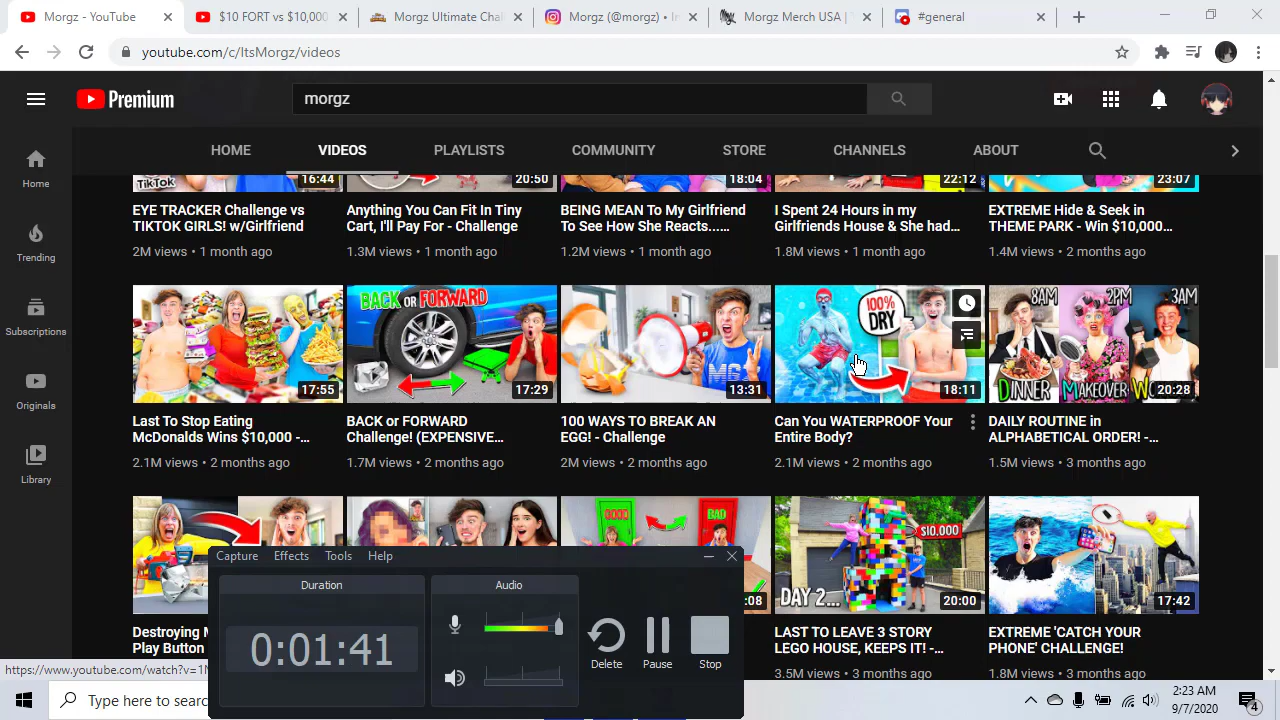 Morgz - YouTube
$10 FORT vs $10,000
Morgz Ultimate Chal
Morgz (@morgz) • In
Morgz Merch USA |
#general
youtube.com/c/ItsMorgz/videos
Premium
morgz
HOME
VIDEOS
PLAYLISTS
COMMUNITY
STORE
CHANNELS
ABOUT
Home
Trending
Subscriptions
Originals
Library
TikTok
16:44
20:50
18:04
22:12
23:07
EYE TRACKER Challenge vs
TIKTOK GIRLS! w/Girlfriend
2M views • 1 month ago
Anything You Can Fit In Tiny
Cart, I'll Pay For - Challenge
1.3M views • 1 month ago
BEING MEAN To My Girlfriend
To See How She Reacts.....
1.2M views • 1 month ago
I Spent 24 Hours in my
Girlfriends House & She had...
1.8M views • 1 month ago
EXTREME Hide & Seek in
THEME PARK - Win $10,000...
1.4M views • 2 months ago
17:55
BACK OR FORWARD
17:29
13:31
100%
DRY
18:11
8AM
2PM
3AM
DINNER
MAKEOVER
20:28
Last To Stop Eating
McDonalds Wins $10,000 -...
2.1M views • 2 months ago
BACK or FORWARD
Challenge! (EXPENSIVE...
1.7M views • 2 months ago
100 WAYS TO BREAK AN
EGG! - Challenge
2M views • 2 months ago
Can You WATERPROOF Your
Entire Body?
2.1M views • 2 months ago
DAILY ROUTINE in
ALPHABETICAL ORDER! -...
1.5M views • 3 months ago
GOOD
BAD
:08
$10,000
DAY 2...
20:00
17:42
Destroying M
Play Button
LAST TO LEAVE 3 STORY
LEGO HOUSE, KEEPS IT! -...
3.5M views • 3 months ago
EXTREME 'CATCH YOUR
PHONE' CHALLENGE!
1.8M views • 3 months ago
Capture
Effects
Tools
Help
Duration
0:01:41
Audio
Delete
Pause
Stop
https://www.youtube.com/watch?v=1N
Type here to searc
2:23 AM
9/7/2020
4